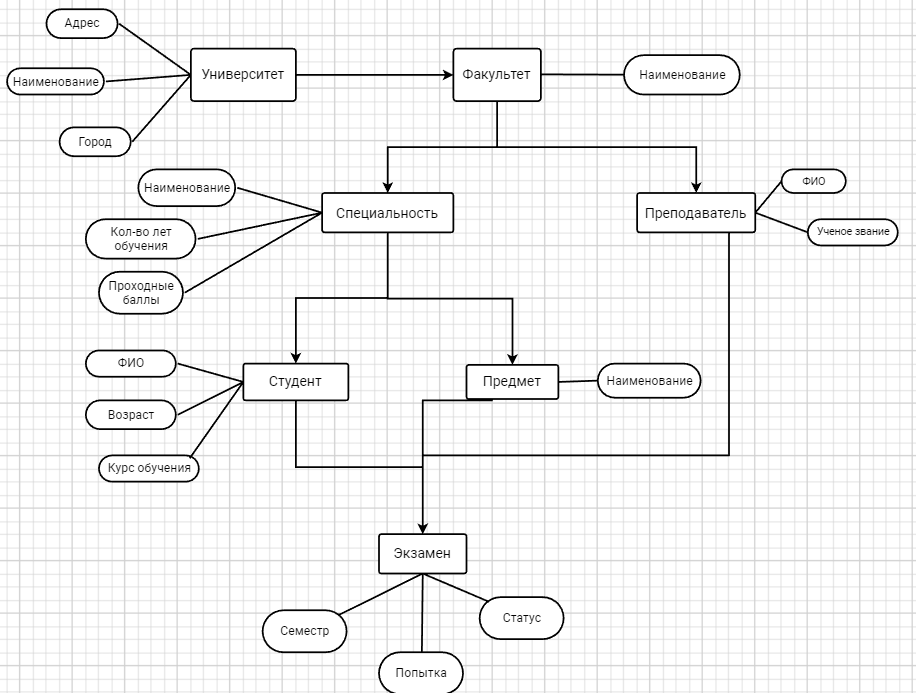 Адрес
Университет
Факультет
Наименование
Наименование
Город
Наименование
ФИО
Специальность
Преподаватель
Кол-во лет
обучения
Ученое звание
Проходные
баллы
ФИО
Студент
Предмет
Наименование
Возраст
Курс обучения
Экзамен
Семестр
Статус
Попытка